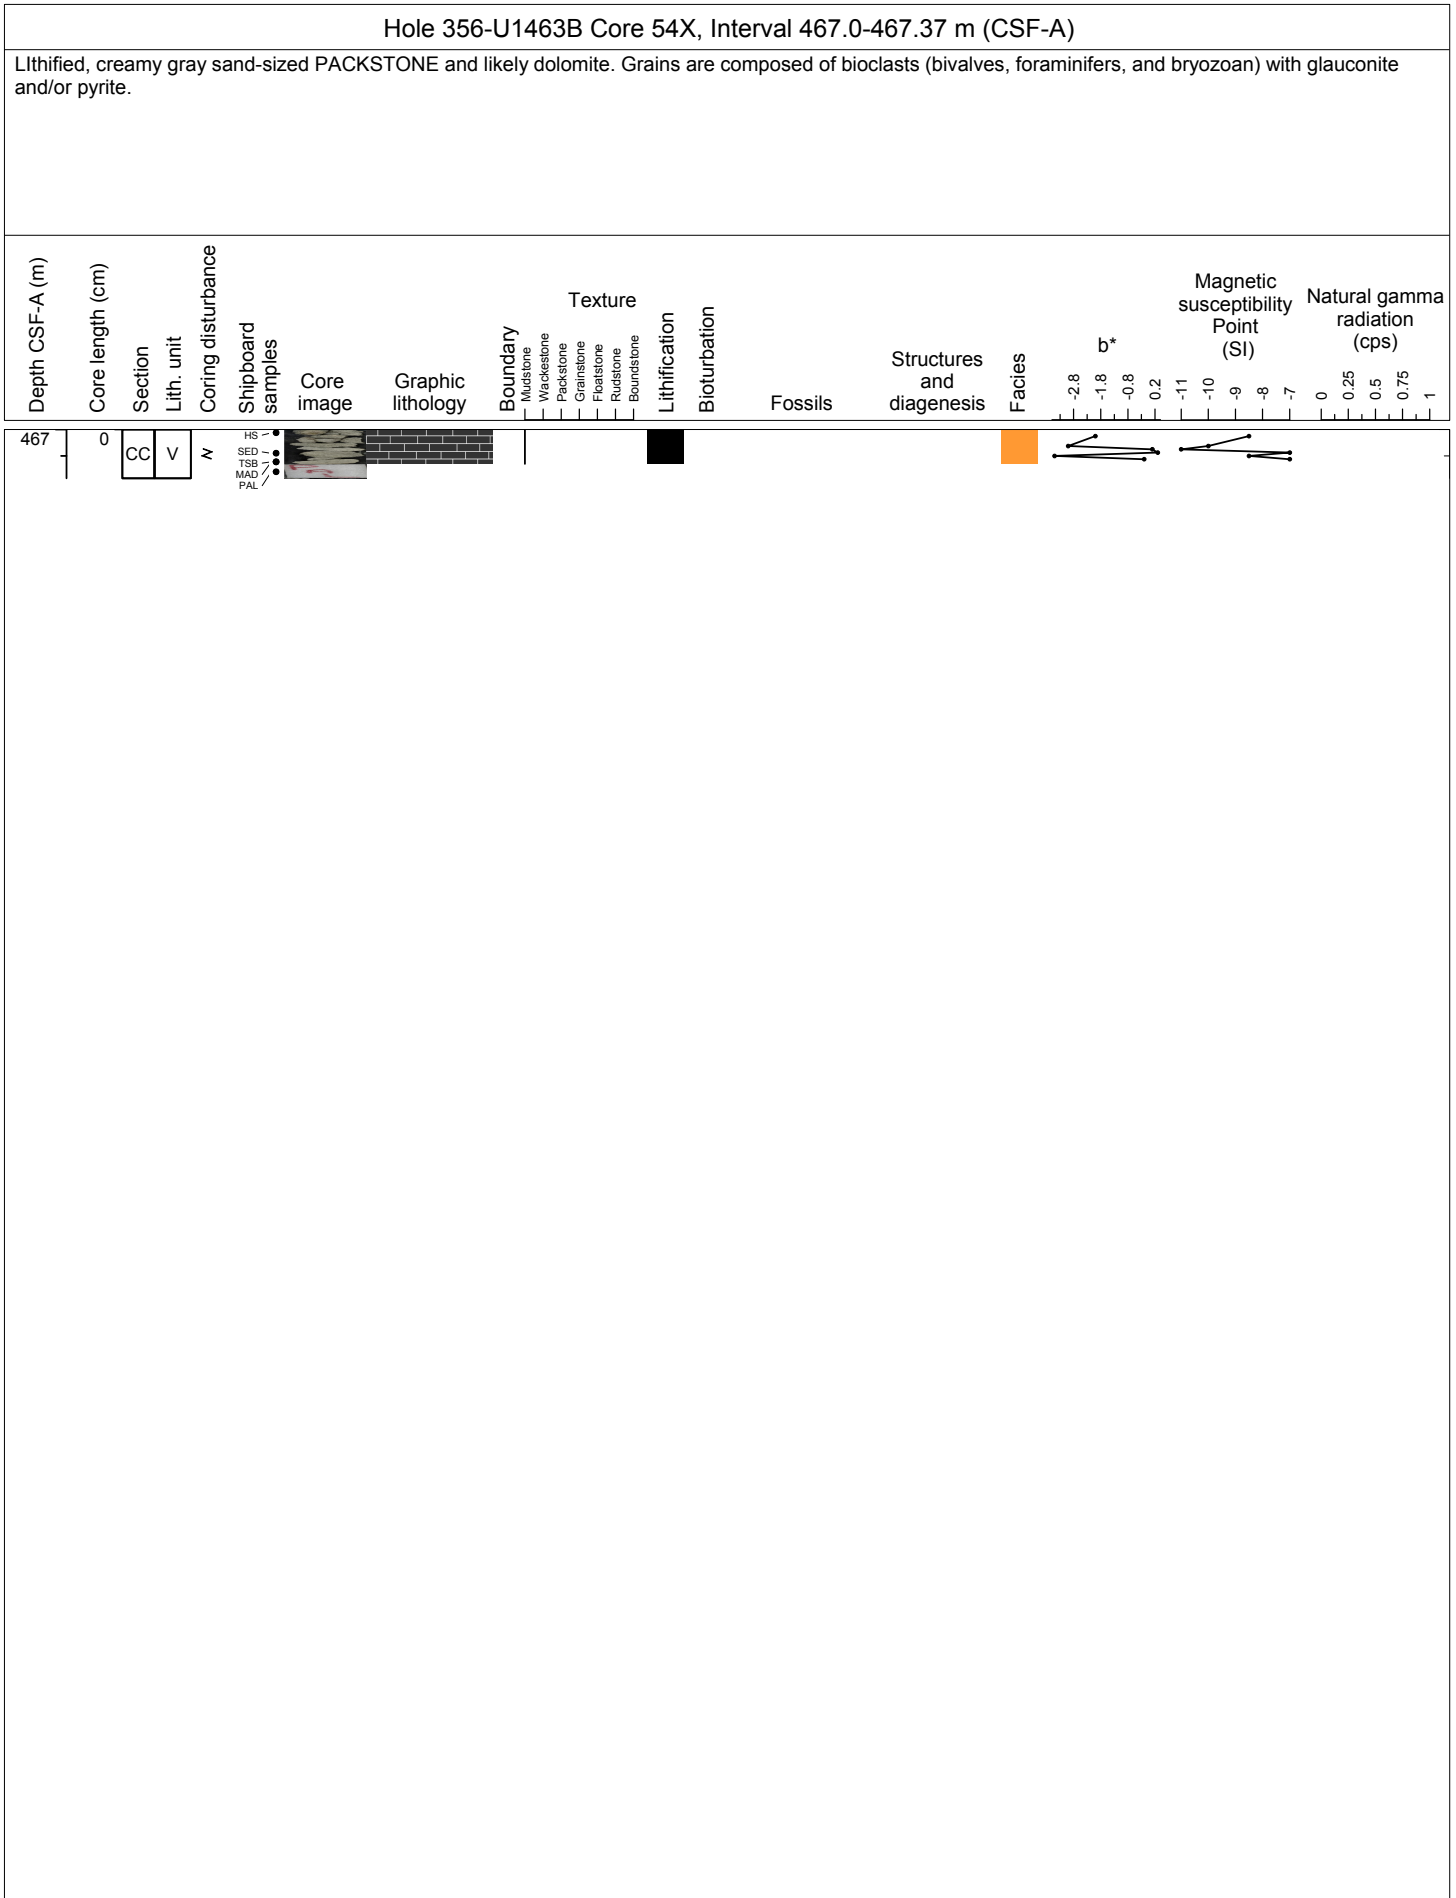 Hole 356-U1463B Core 54X, Interval 467.0-467.37 m (CSF-A)
LIthified, creamy gray sand-sized PACKSTONE and likely dolomite. Grains are composed of bioclasts (bivalves, foraminifers, and bryozoan) with glauconite
and/or pyrite.
Depth CSF-A (m)
Core length (cm)
Section
Lith. unit
Coring disturbance
Shipboard
samples
Core
image
Graphic
lithology
Boundary
Texture
Mudstone
Wackestone
Packstone
Grainstone
Floatstone
Rudstone
Boundstone
Lithification
Bioturbation
Fossils
Structures
and
diagenesis
Facies
b*
-2.8 -1.8 -0.8 0.2
Magnetic
susceptibility
Point
(SI)
-11 -10 -9 -8 -7
Natural gamma
radiation
(cps)
0 0.25 0.5 0.75 1
467
0
CC
V
HS
SED
TSB
MAD
PAL